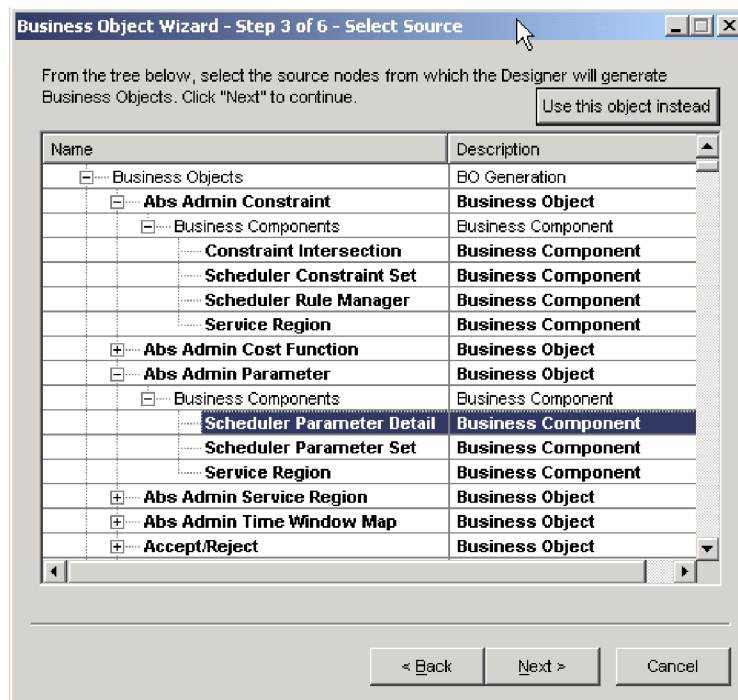 Business Object Wizard - Step 3 of 6 - Select Source
From the tree below, select the source nodes from which the Designer will generate
Business Objects. Click "Next" to continue.
Use this object instead
Name Description
Business Objects BO Generation
Abs Admin Constraint Business Object
Business Components Business Component
Constraint Intersection Business Component
Scheduler Constraint Set Business Component
Scheduler Rule Manager Business Component
Service Region Business Component
Abs Admin Cost Function Business Object
Abs Admin Parameter Business Object
Business Components Business Component
Scheduler Parameter Detail Business Component
Scheduler Parameter Set Business Component
Service Region Business Component
Abs Admin Service Region Business Object
Abs Admin Time Window Map Business Object
Accept/Reject Business Object
< Back Next > Cancel